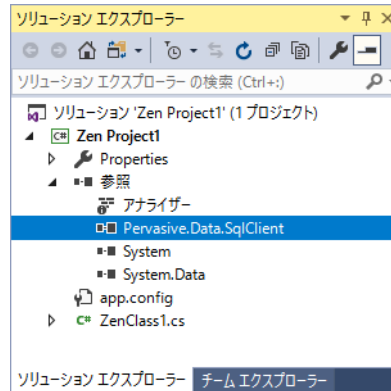 ソリューション エクスプローラー
ソリューション エクスプローラー の検索 (Ctrl+:)
ソリューション 'Zen Project1' (1 プロジェクト)
C# Zen Project1
Properties
参照
アナライザー
Pervasive.Data.SqlClient
System
System.Data
app.config
C# ZenClass1.cs
ソリューション エクスプローラー チーム エクスプローラー